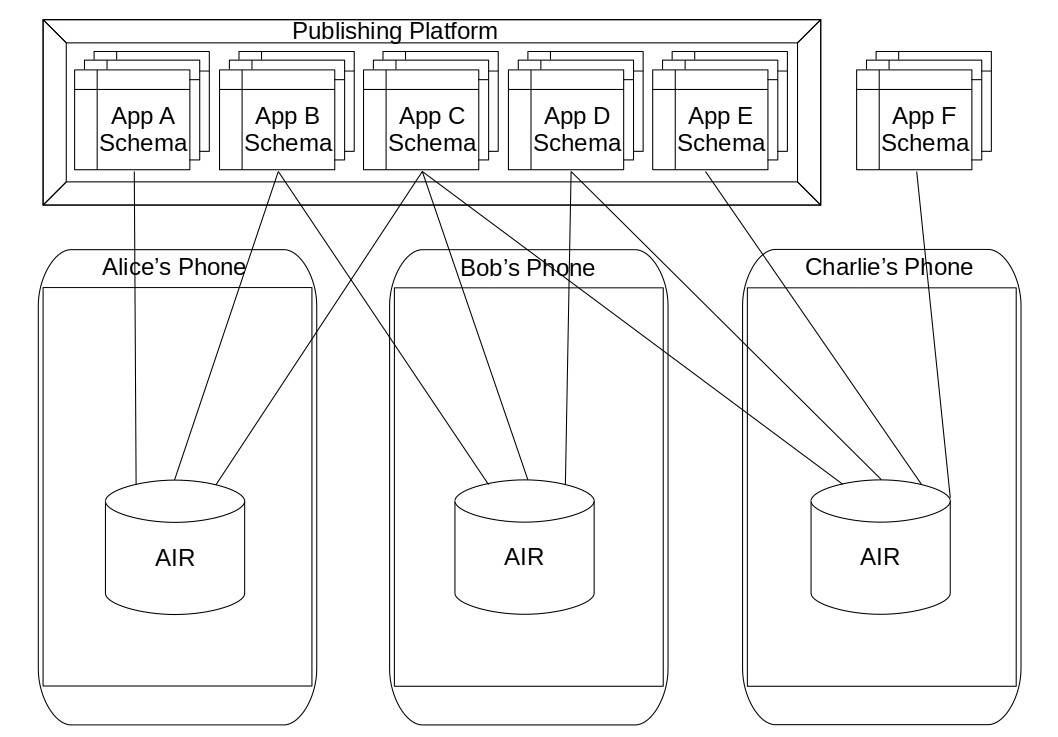 Publishing Platform
App A
Schema
App B
Schema
App C
Schema
App D
Schema
App E
Schema
App F
Schema
Alice’s Phone
Bob’s Phone
Charlie’s Phone
AIR
AIR
AIR